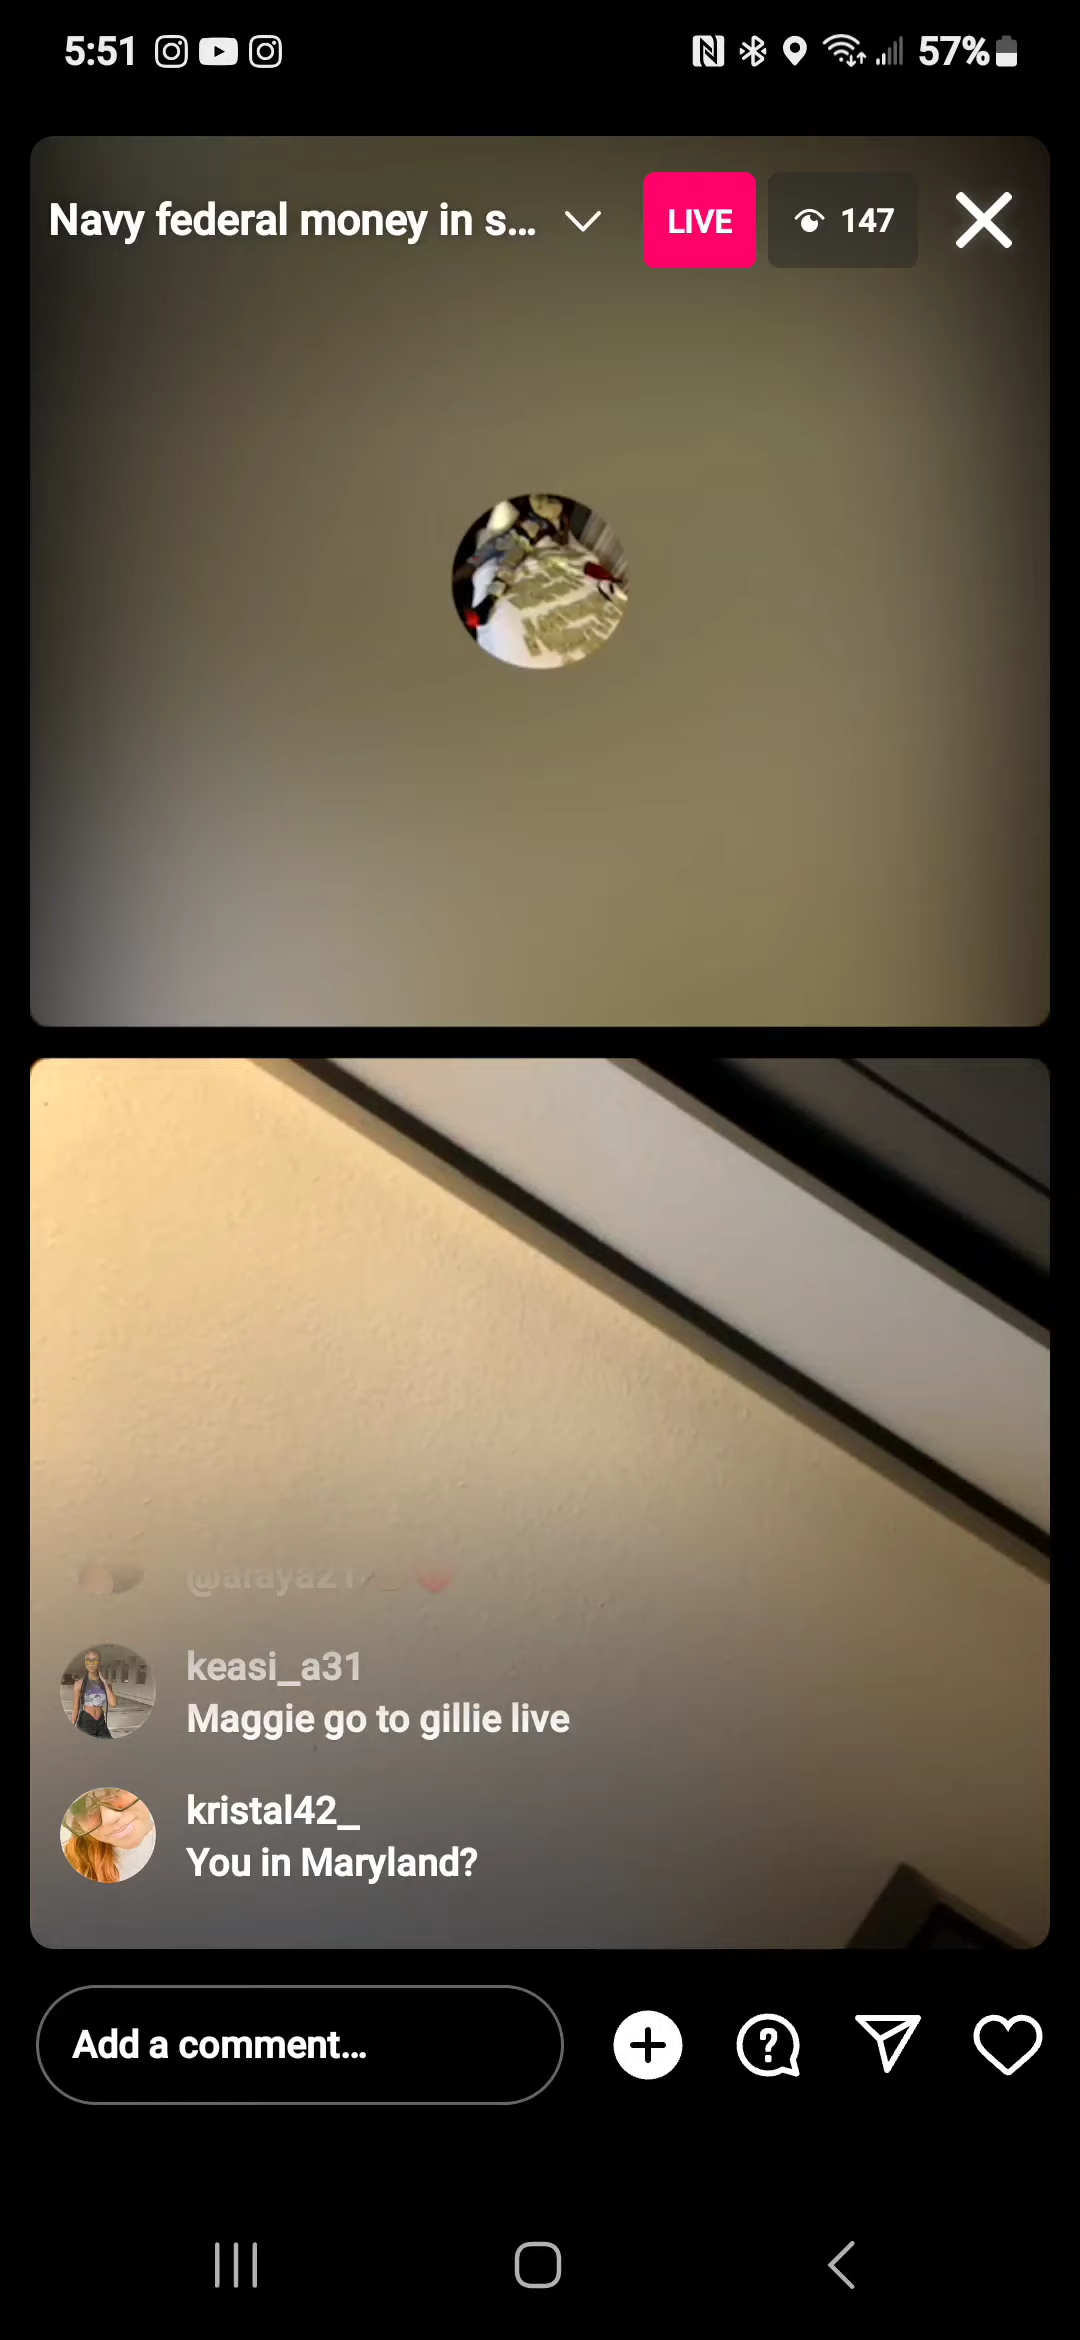 5:51
57%
Navy federal money in s...
LIVE
147
keasi_a31
Maggie go to gillie live
kristal42_
You in Maryland?
Add a comment...